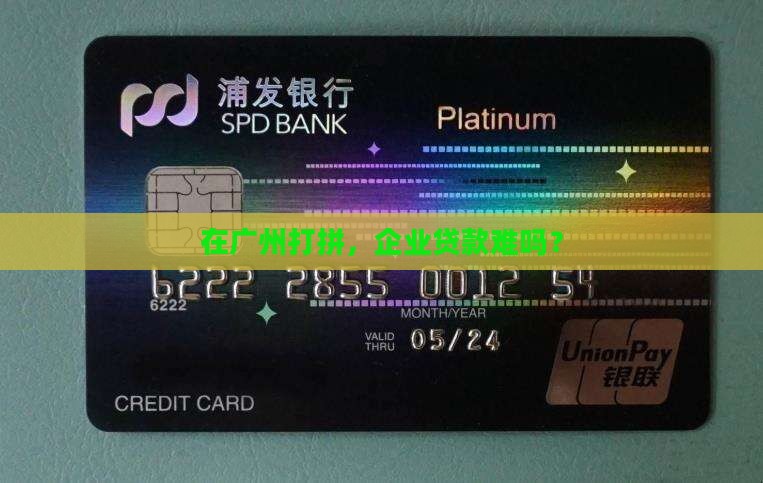 浦发银行
SPD BANK
Platinum
在广州打拼，企业贷款难吗？
6222 2855 0012 54
6222
MONTH/YEAR
VALID THRU 05/24
UnionPay
银联
CREDIT CARD